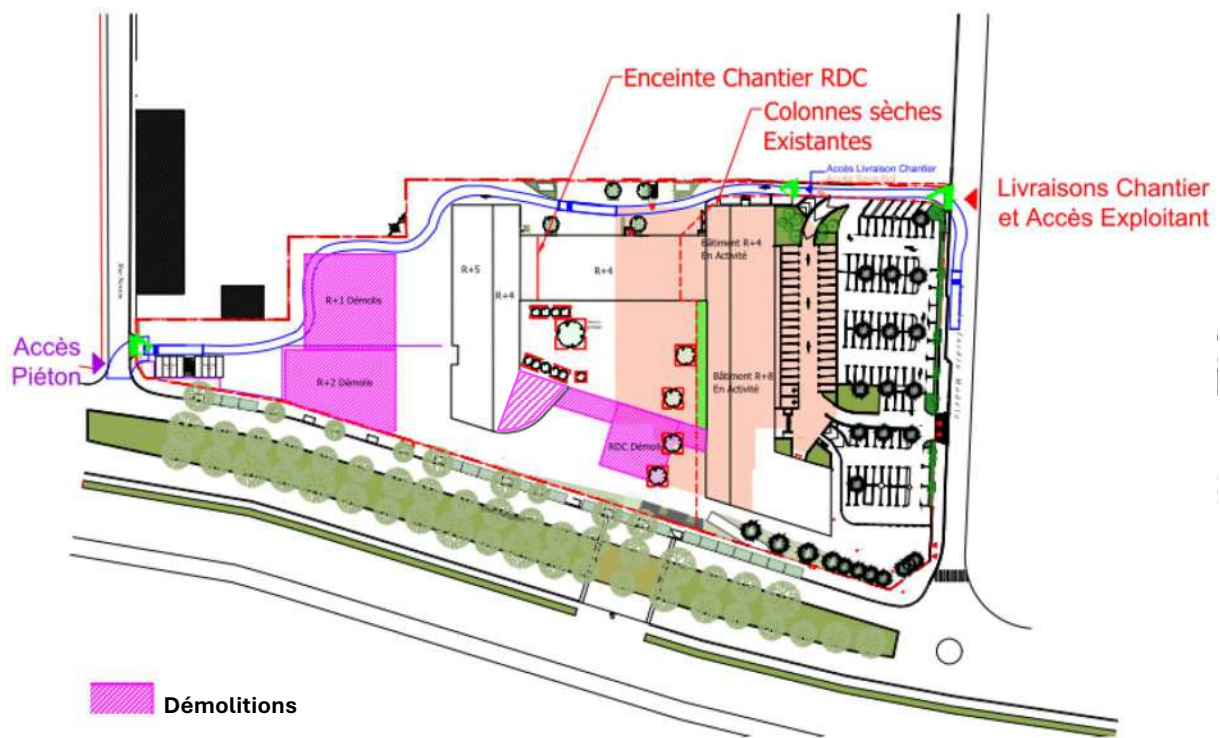 Enceinte Chantier RDC
Colonnes sèches
Existantes
Accès Livraison Chantier
Livraisons Chantier
et Accès Exploitant
R+5
R+4
R+4
Bâtiment R+4
En Activité
R+1 Démolis
Accès
Piéton
R+2 Démolis
Bâtiment R+8
En Activité
RDC Démolis
Démolitions